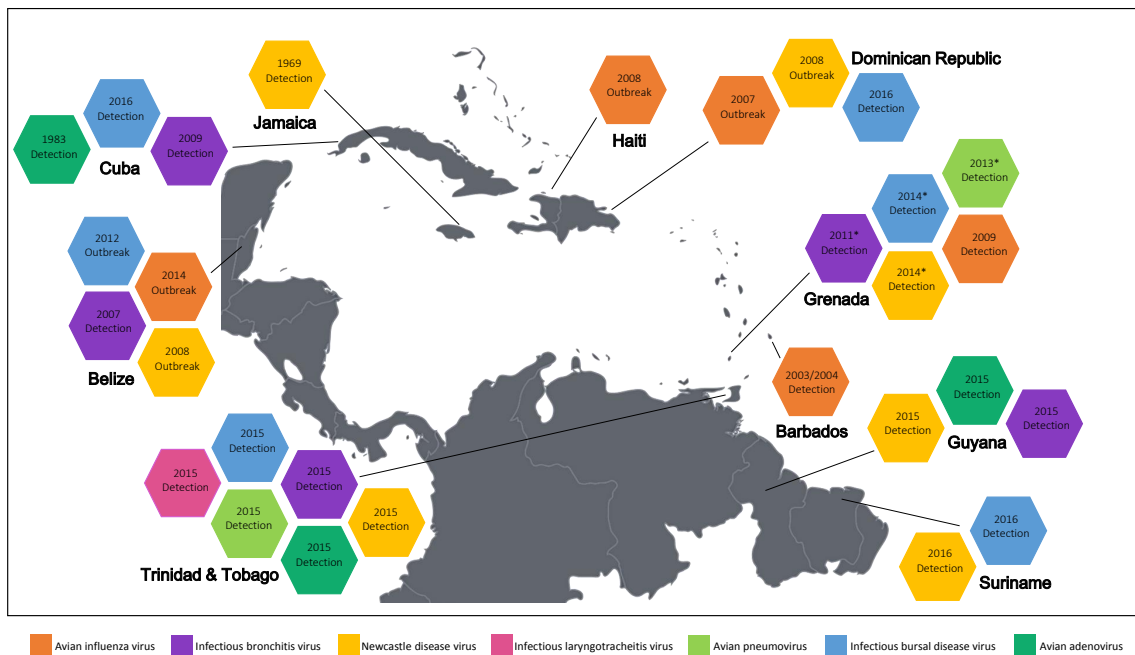 1969
Detection
Jamaica
2016
Detection
1983
Detection
2009
Detection
Cuba
2008
Outbreak
Haiti
2008
Outbreak
Dominican Republic
2007
Outbreak
2016
Detection
2013*
Detection
2014*
Detection
2011*
Detection
2009
Detection
2014*
Detection
Grenada
2012
Outbreak
2014
Outbreak
2007
Detection
2008
Outbreak
Belize
2003/2004
Detection
Barbados
2015
Detection
2015
Detection
2015
Detection
Guyana
2015
Detection
2015
Detection
2015
Detection
2015
Detection
2015
Detection
2015
Detection
Trinidad & Tobago
2016
Detection
2016
Detection
Suriname
Avian influenza virus
Infectious bronchitis virus
Newcastle disease virus
Infectious laryngotracheitis virus
Avian pneumovirus
Infectious bursal disease virus
Avian adenovirus